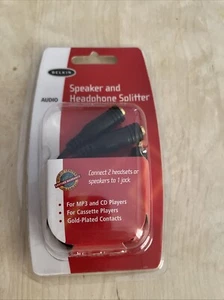 BELKIN
Speaker and
AUDIO Headphone Splitter
Connect 2 headsets or
speakers to 1 jack
• For MP3 and CD Players
• For Cassette Players
• Gold-Plated Contacts